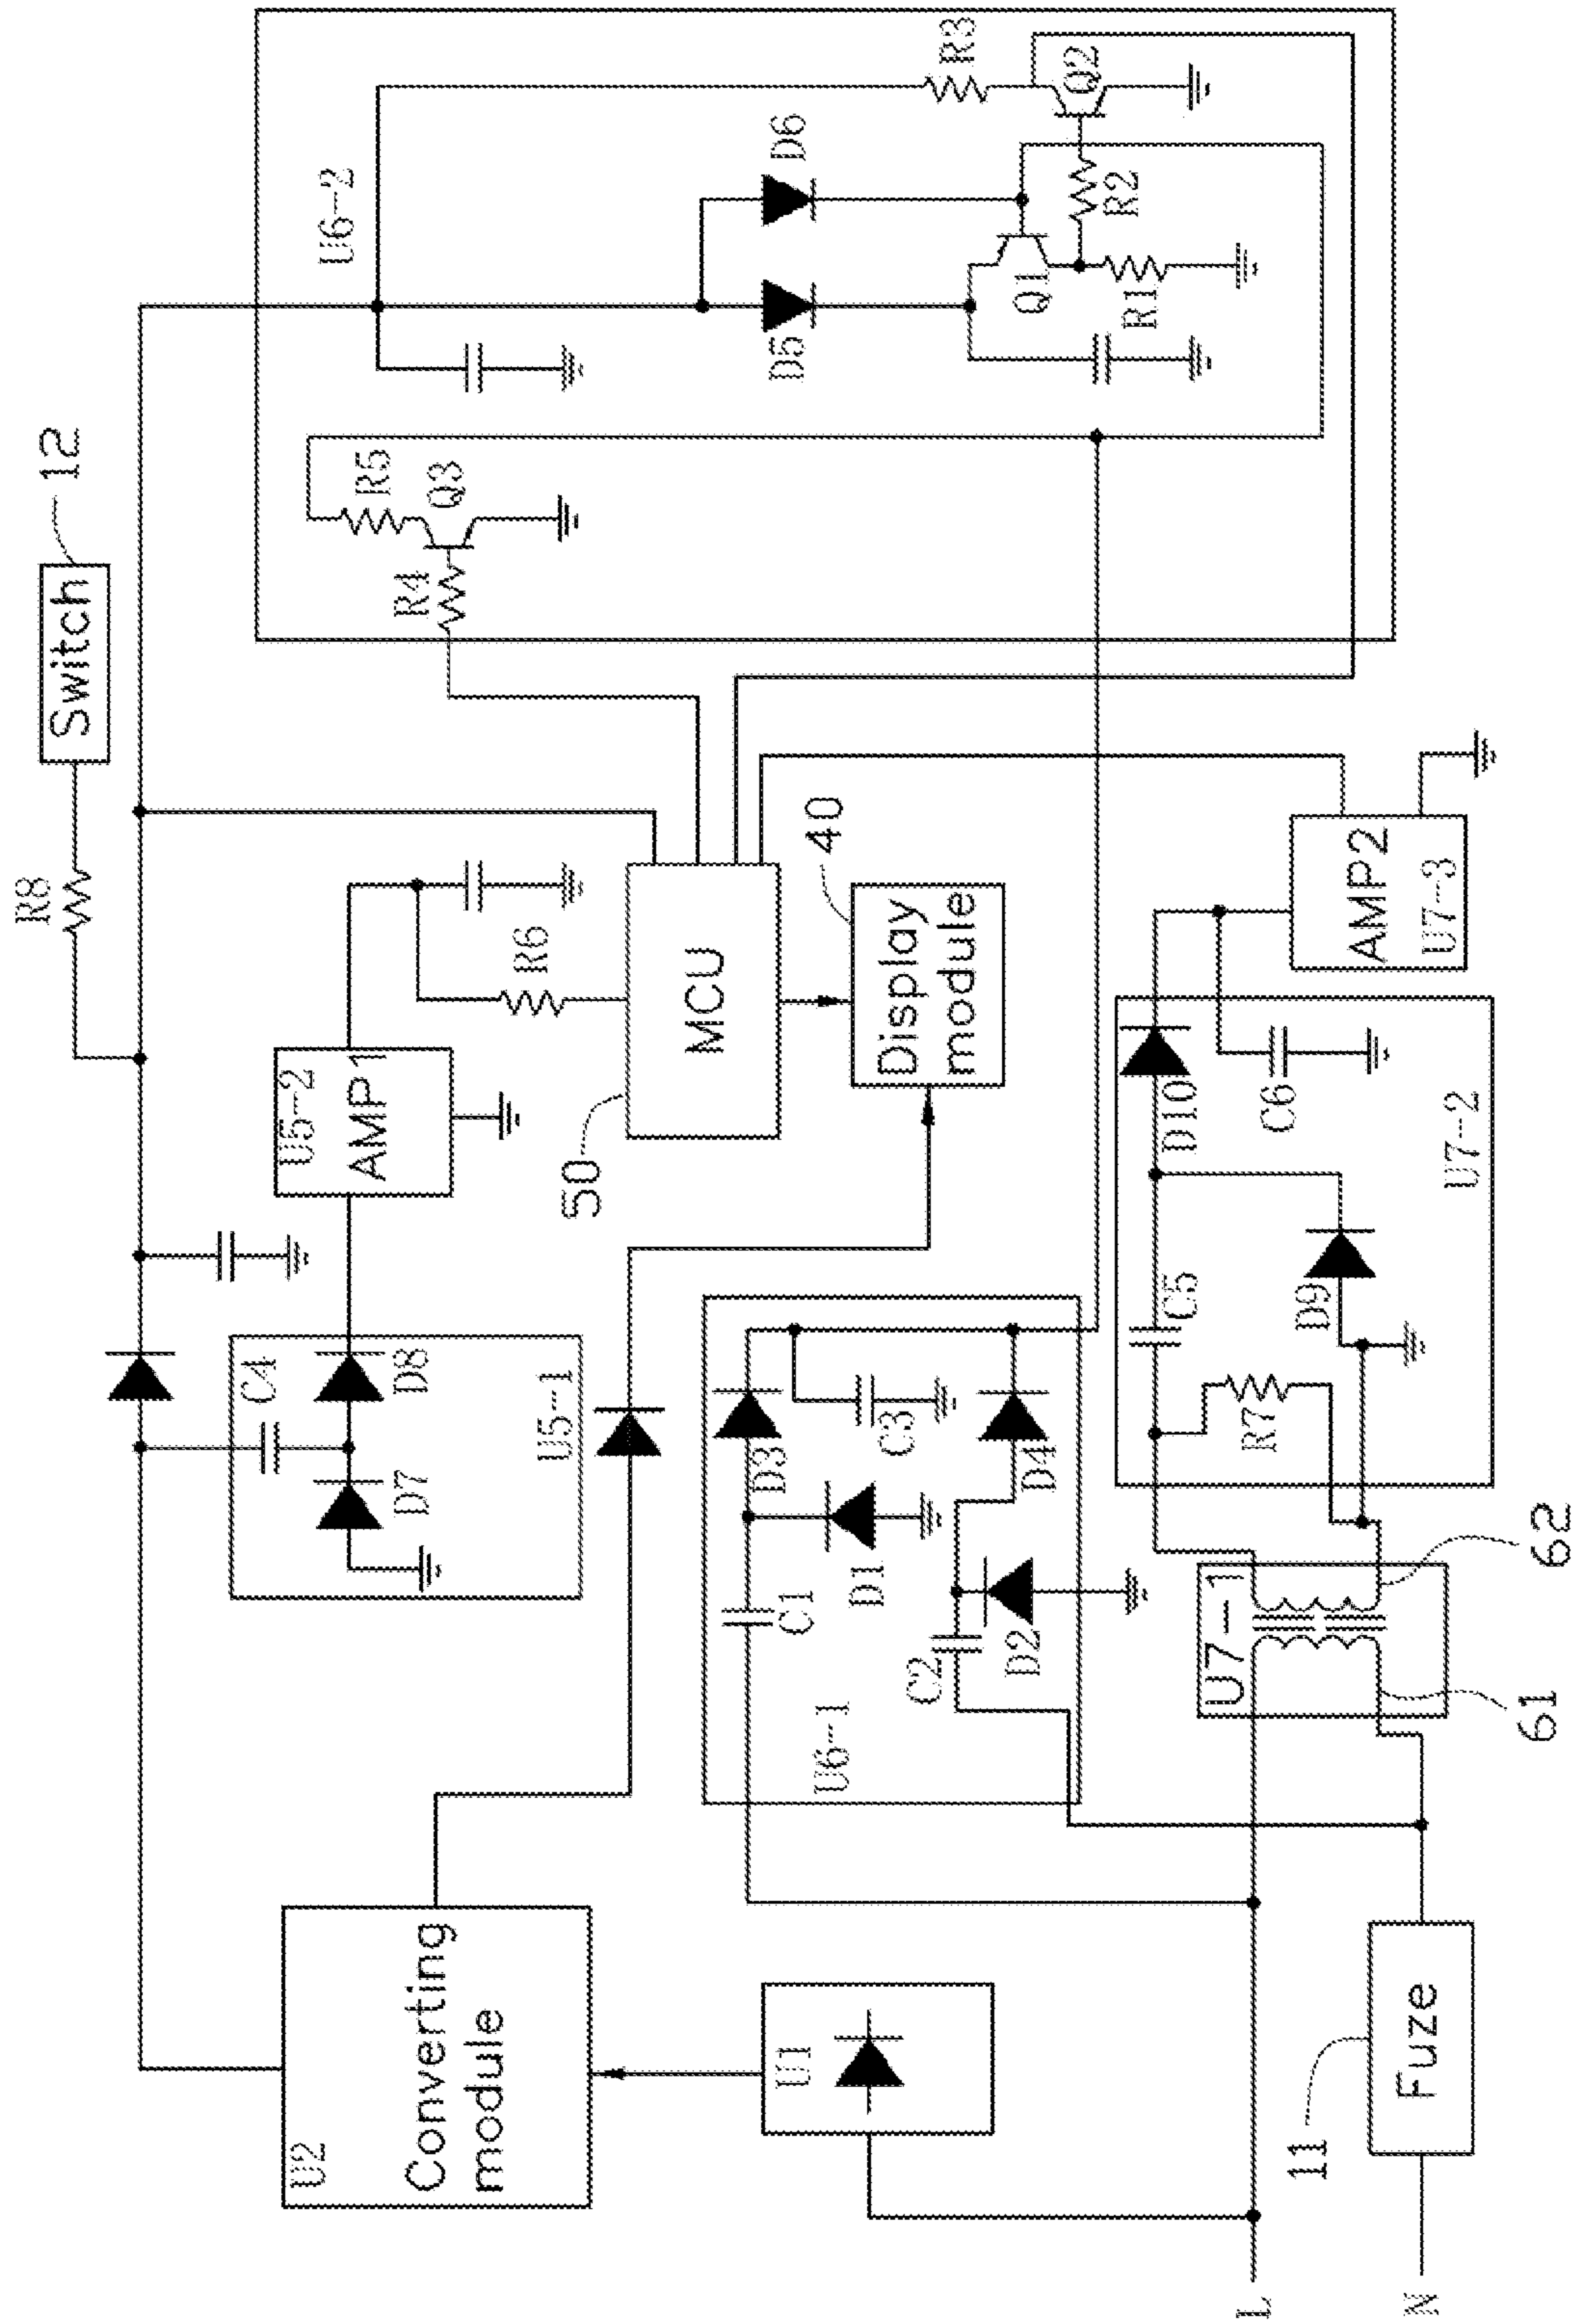 R8
Switch
12
U6-2
R3
D6
Q2
D5
Q1
R2
R1
R5
Q3
R4
C4
D8
D7
U5-1
U5-2
AMP1
R6
50
MCU
40
Display
module
U2
Converting
module
U1
D3
C1
D1
C3
C2
D2
D4
U6-1
C5
D10
C6
R7
D9
U7-2
AMP2
U7-3
U7-1
61
62
11
Fuze
L
N